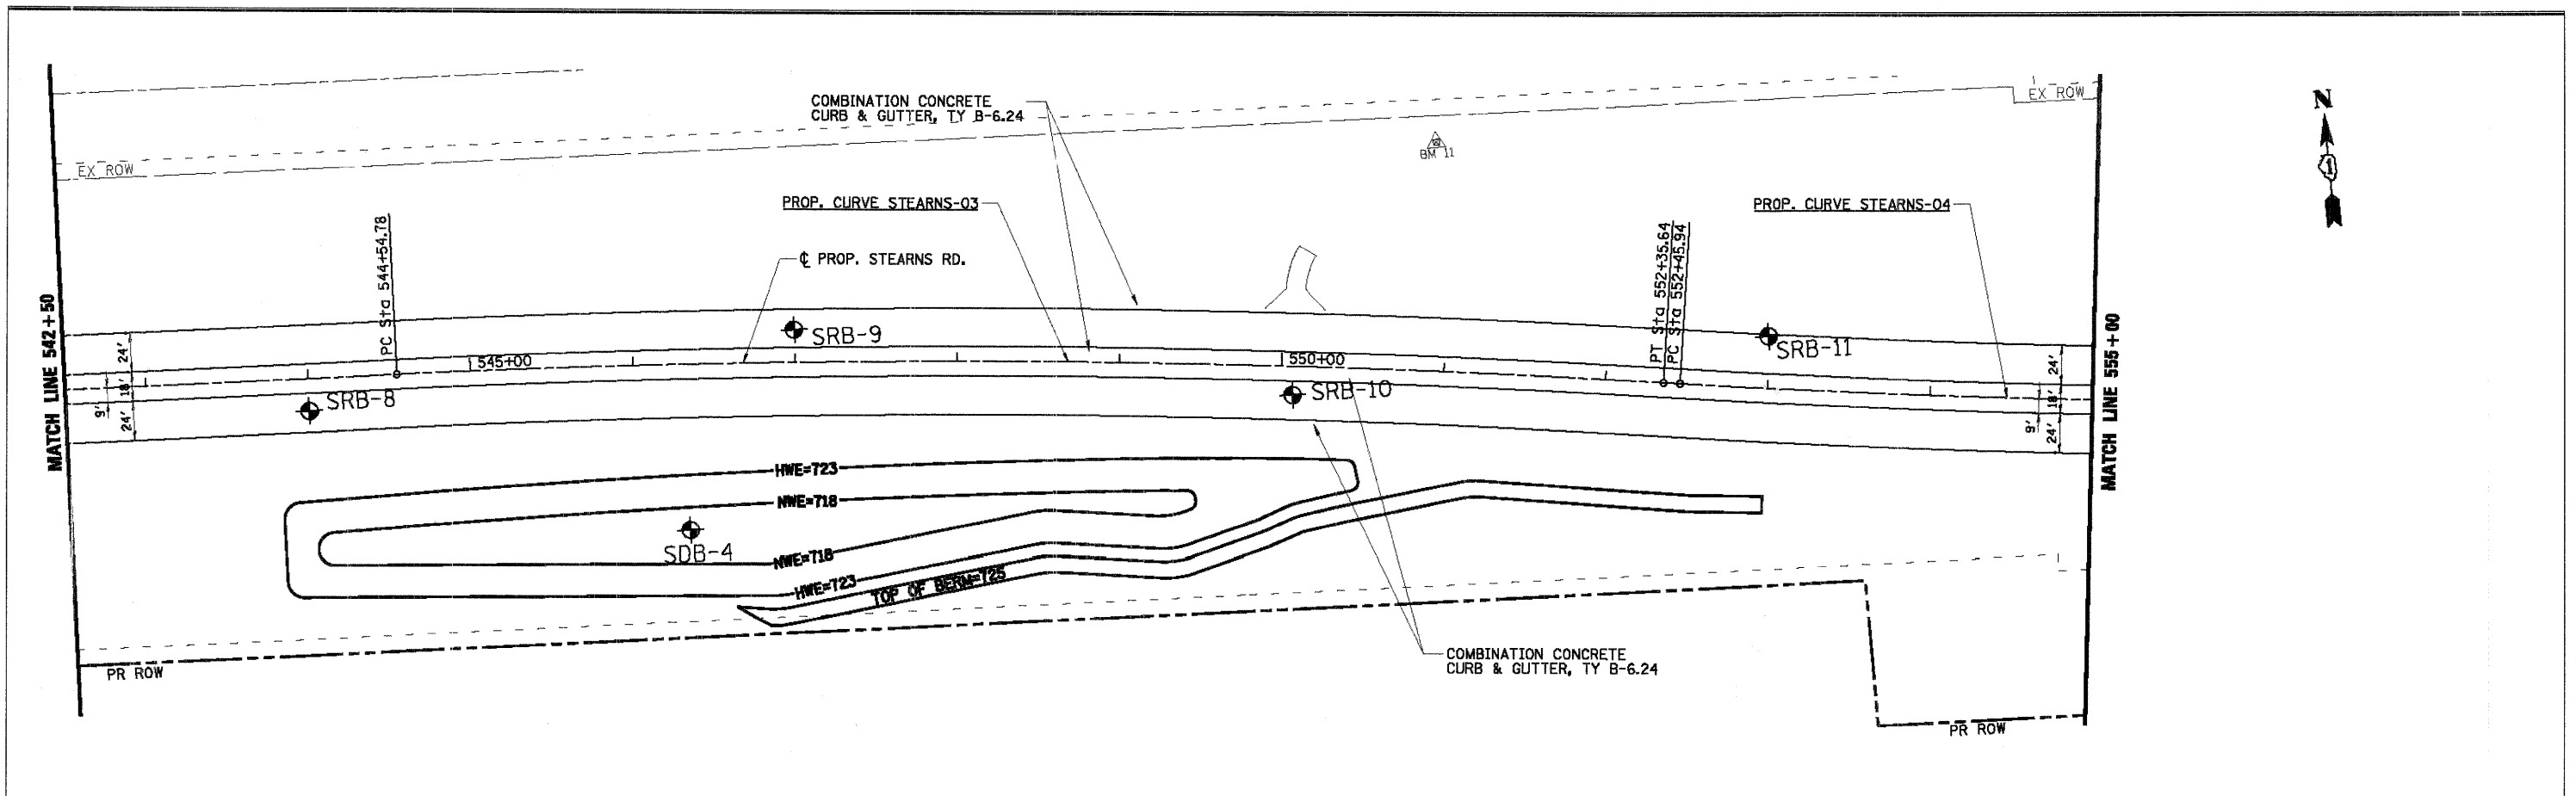 COMBINATION CONCRETE
CURB & GUTTER, TY B-6.24
EX ROW
N
1
EX ROW
BM 11
PROP. CURVE STEARNS-03
PROP. CURVE STEARNS-04
℄ PROP. STEARNS RD.
PC Sta 544+54.78
PT Sta 552+35.64
PC Sta 552+45.94
MATCH LINE 542+50
MATCH LINE 555+00
24'
18'
9'
24'
SRB-8
545+00
SRB-9
550+00
SRB-10
SRB-11
24'
18'
9'
24'
HWE=723
NWE=718
SDB-4
NWE=718
HWE=723
TOP OF BERM=725
COMBINATION CONCRETE
CURB & GUTTER, TY B-6.24
PR ROW
PR ROW